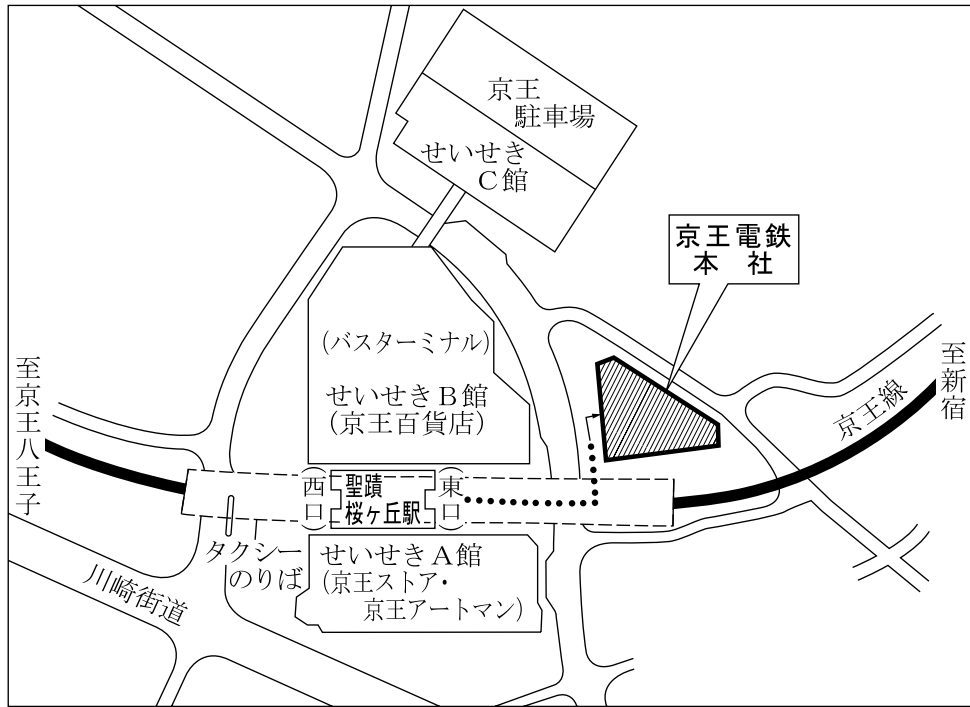 京王
駐車場
せいせき
C館
京王電鉄
本 社
(バスターミナル)
せいせきB館
(京王百貨店)
至京王八王子
至新宿
京王線
西口
聖蹟
桜ヶ丘駅
東口
タクシー
のりば
せいせきA館
(京王ストア・
京王アートマン)
川崎街道